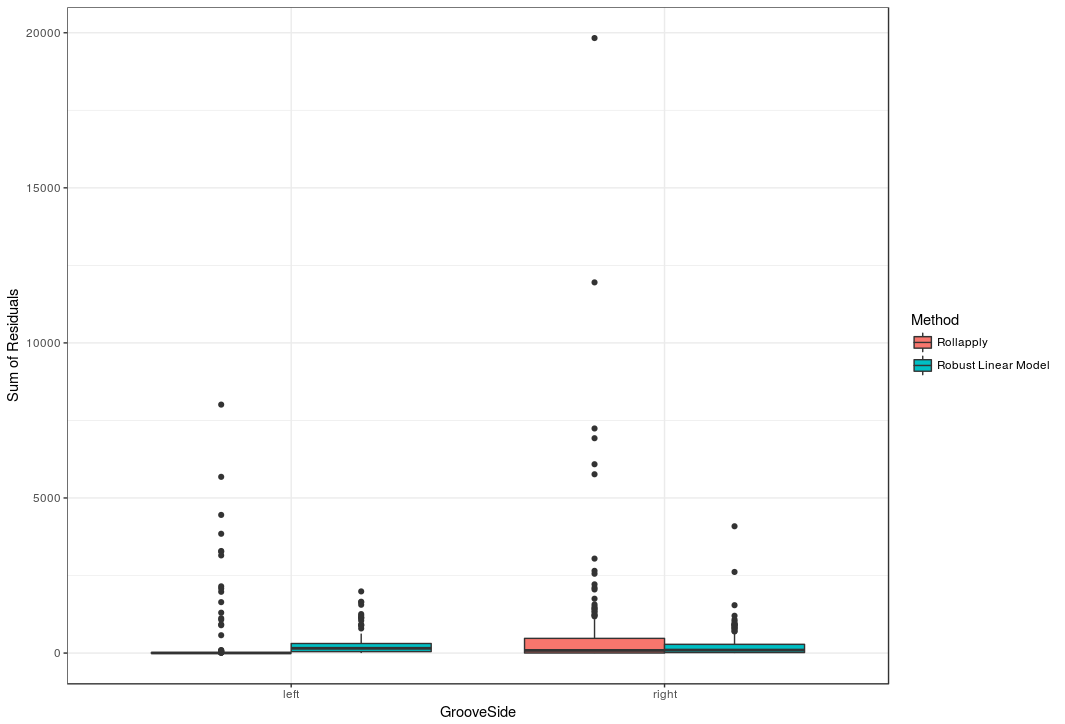 20000
15000
10000
5000
0
Sum of Residuals
left
right
GrooveSide
Method
Rollapply
Robust Linear Model